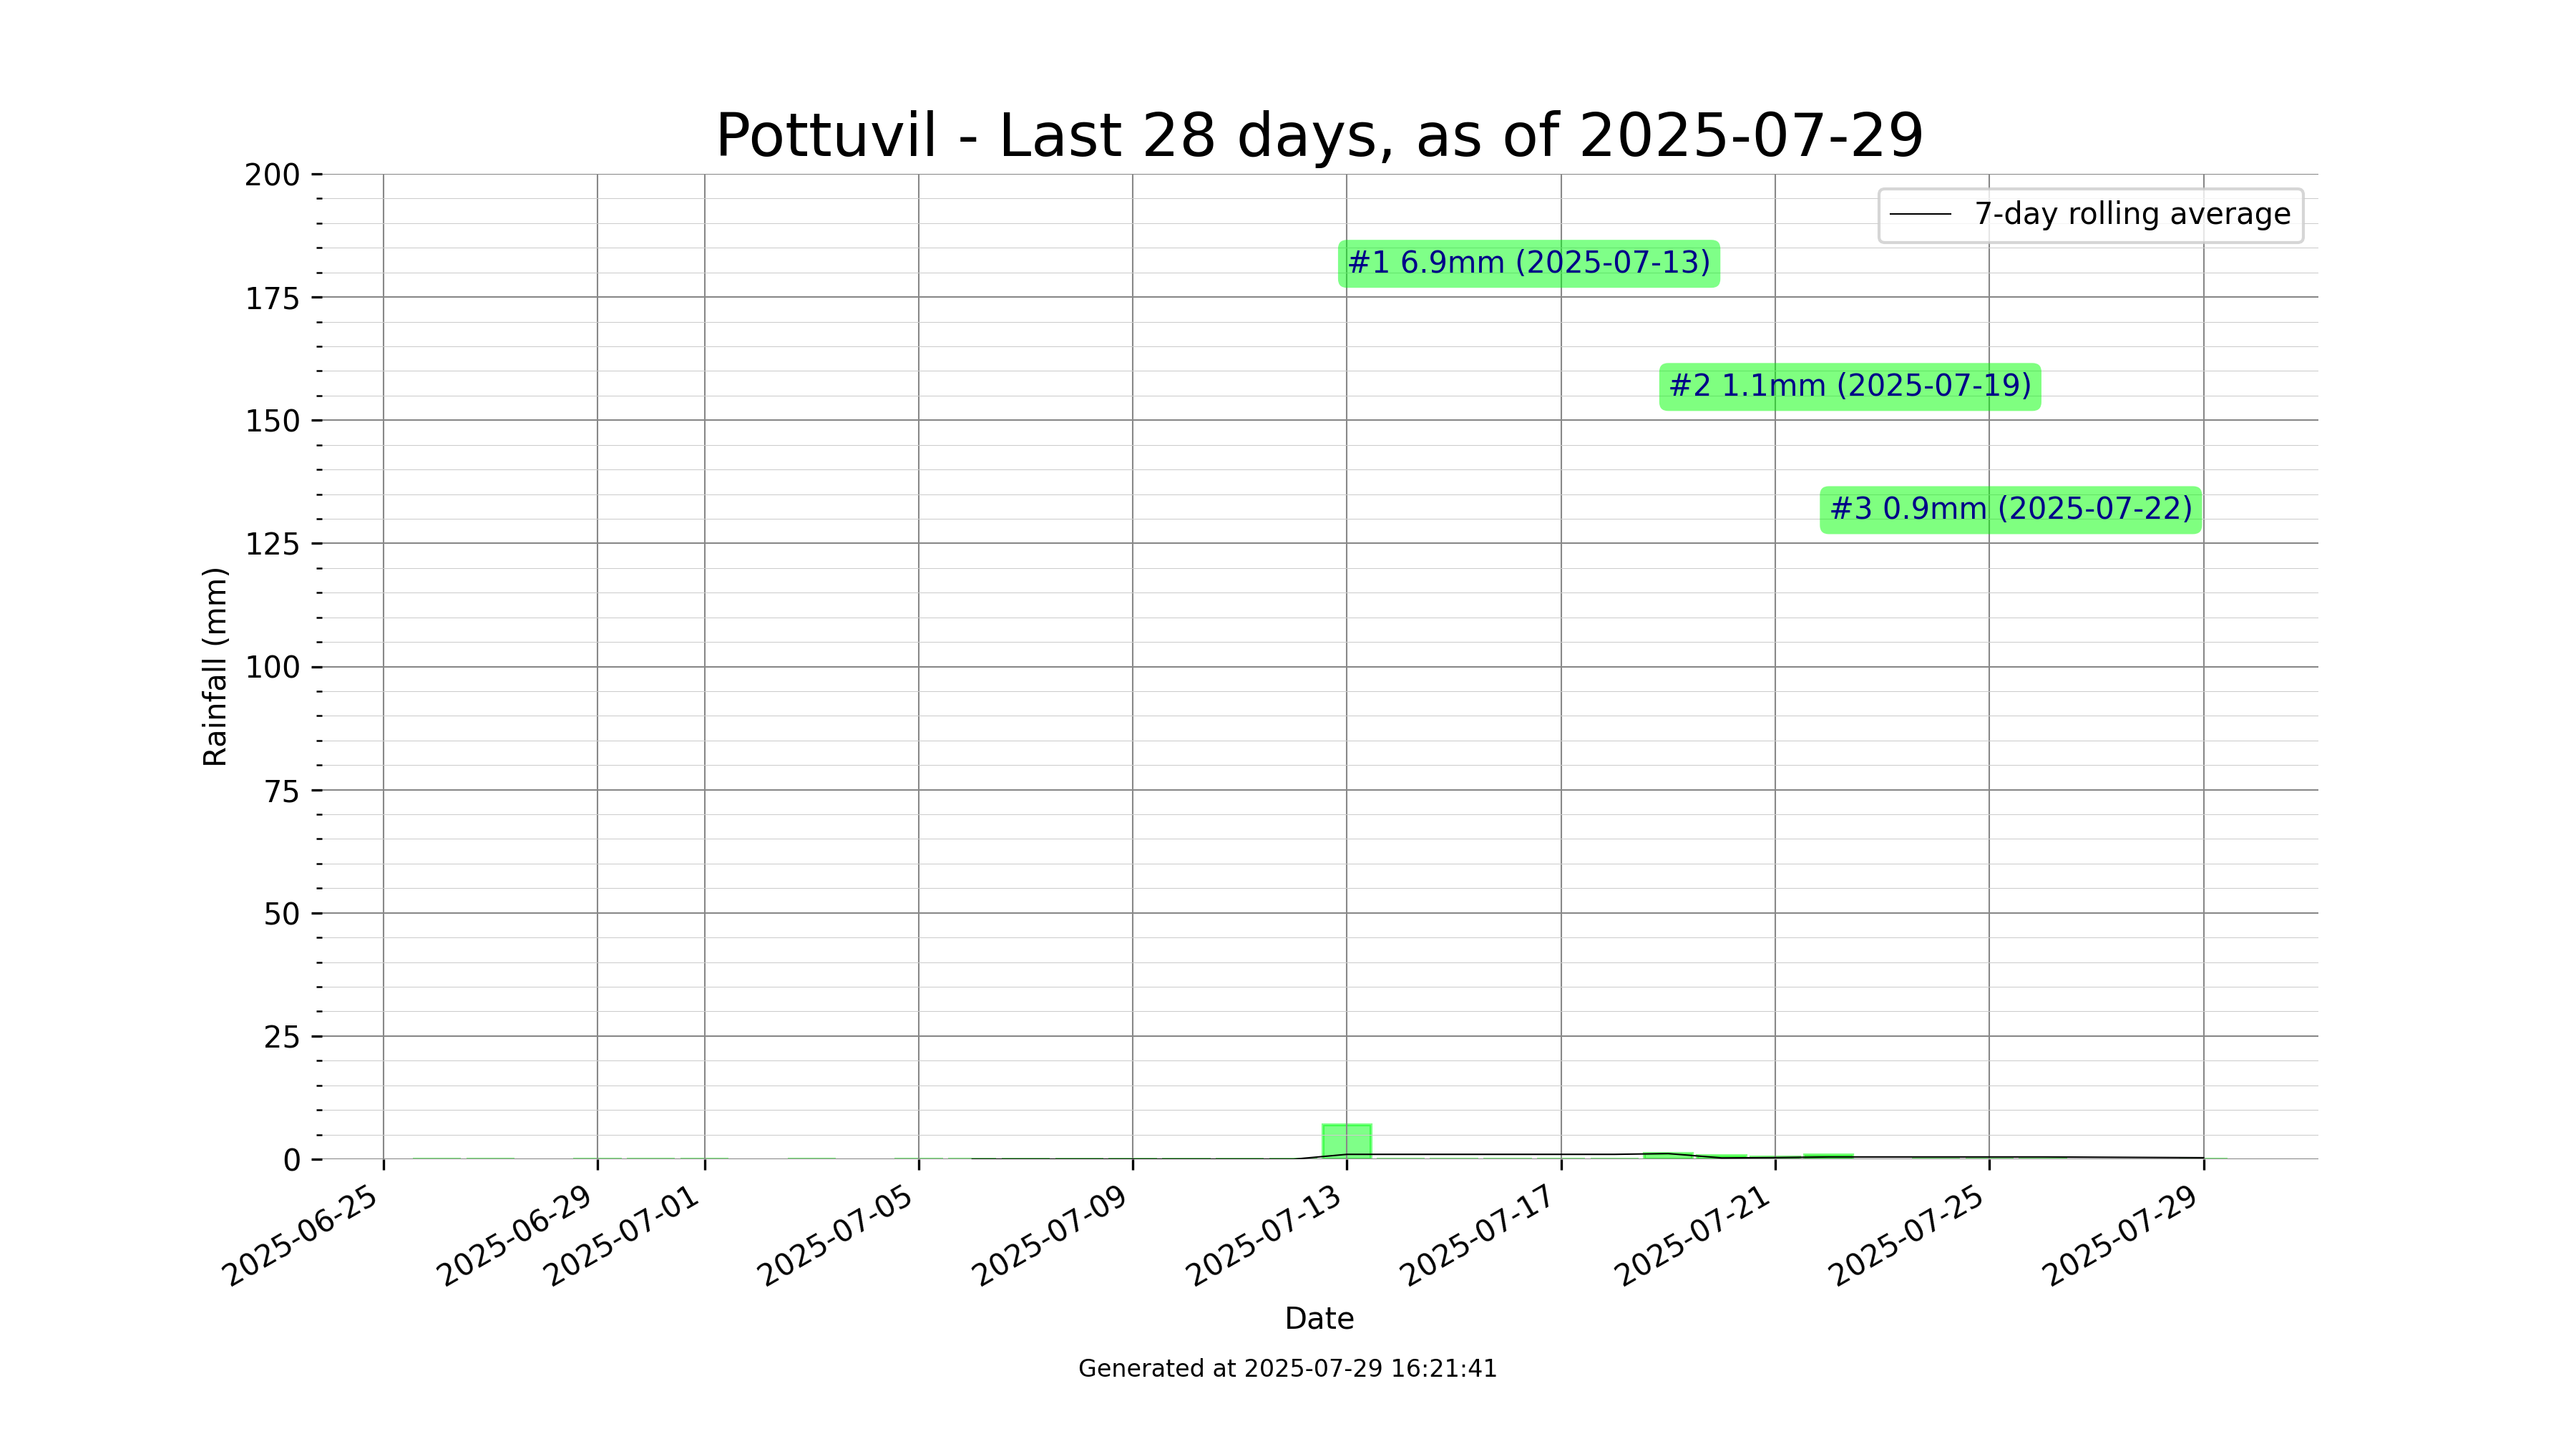 Pottuvil - Last 28 days, as of 2025-07-29
7-day rolling average
#1 6.9mm (2025-07-13)
#2 1.1mm (2025-07-19)
#3 0.9mm (2025-07-22)
Rainfall (mm)
200
175
150
125
100
75
50
25
0
2025-06-25
2025-06-29
2025-07-01
2025-07-05
2025-07-09
2025-07-13
2025-07-17
2025-07-21
2025-07-25
2025-07-29
Date
Generated at 2025-07-29 16:21:41